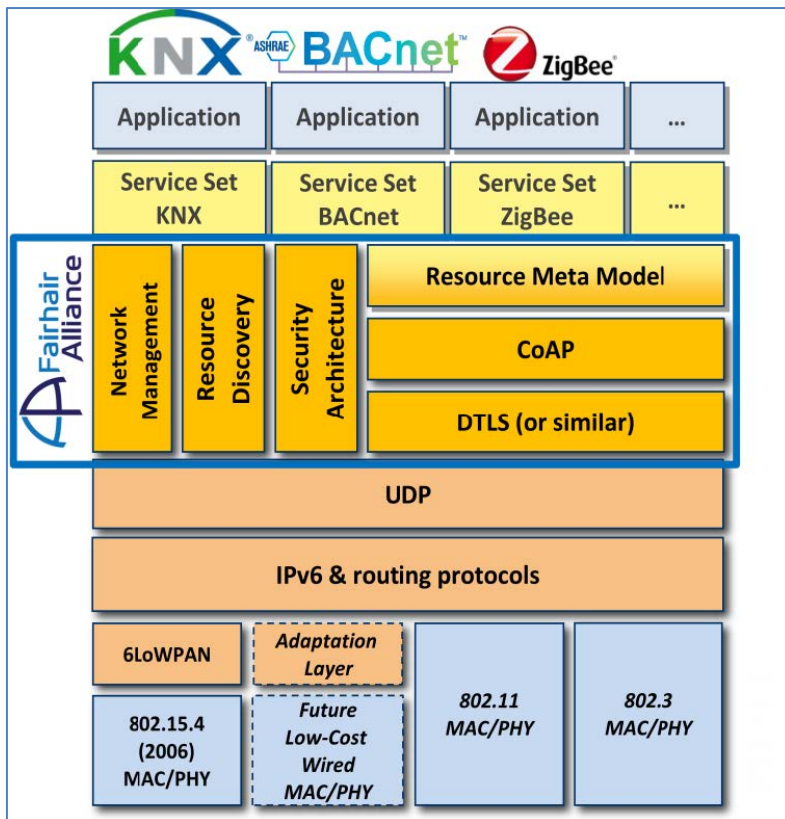 KNX®
ASHRAE BACnet™
ZigBee®
Application
Application
Application
...
Service Set
KNX
Service Set
BACnet
Service Set
ZigBee
...
Fairhair
Alliance
Network
Management
Resource
Discovery
Security
Architecture
Resource Meta Model
CoAP
DTLS (or similar)
UDP
IPv6 & routing protocols
6LoWPAN
Adaptation
Layer
802.15.4
(2006)
MAC/PHY
Future
Low-Cost
Wired
MAC/PHY
802.11
MAC/PHY
802.3
MAC/PHY